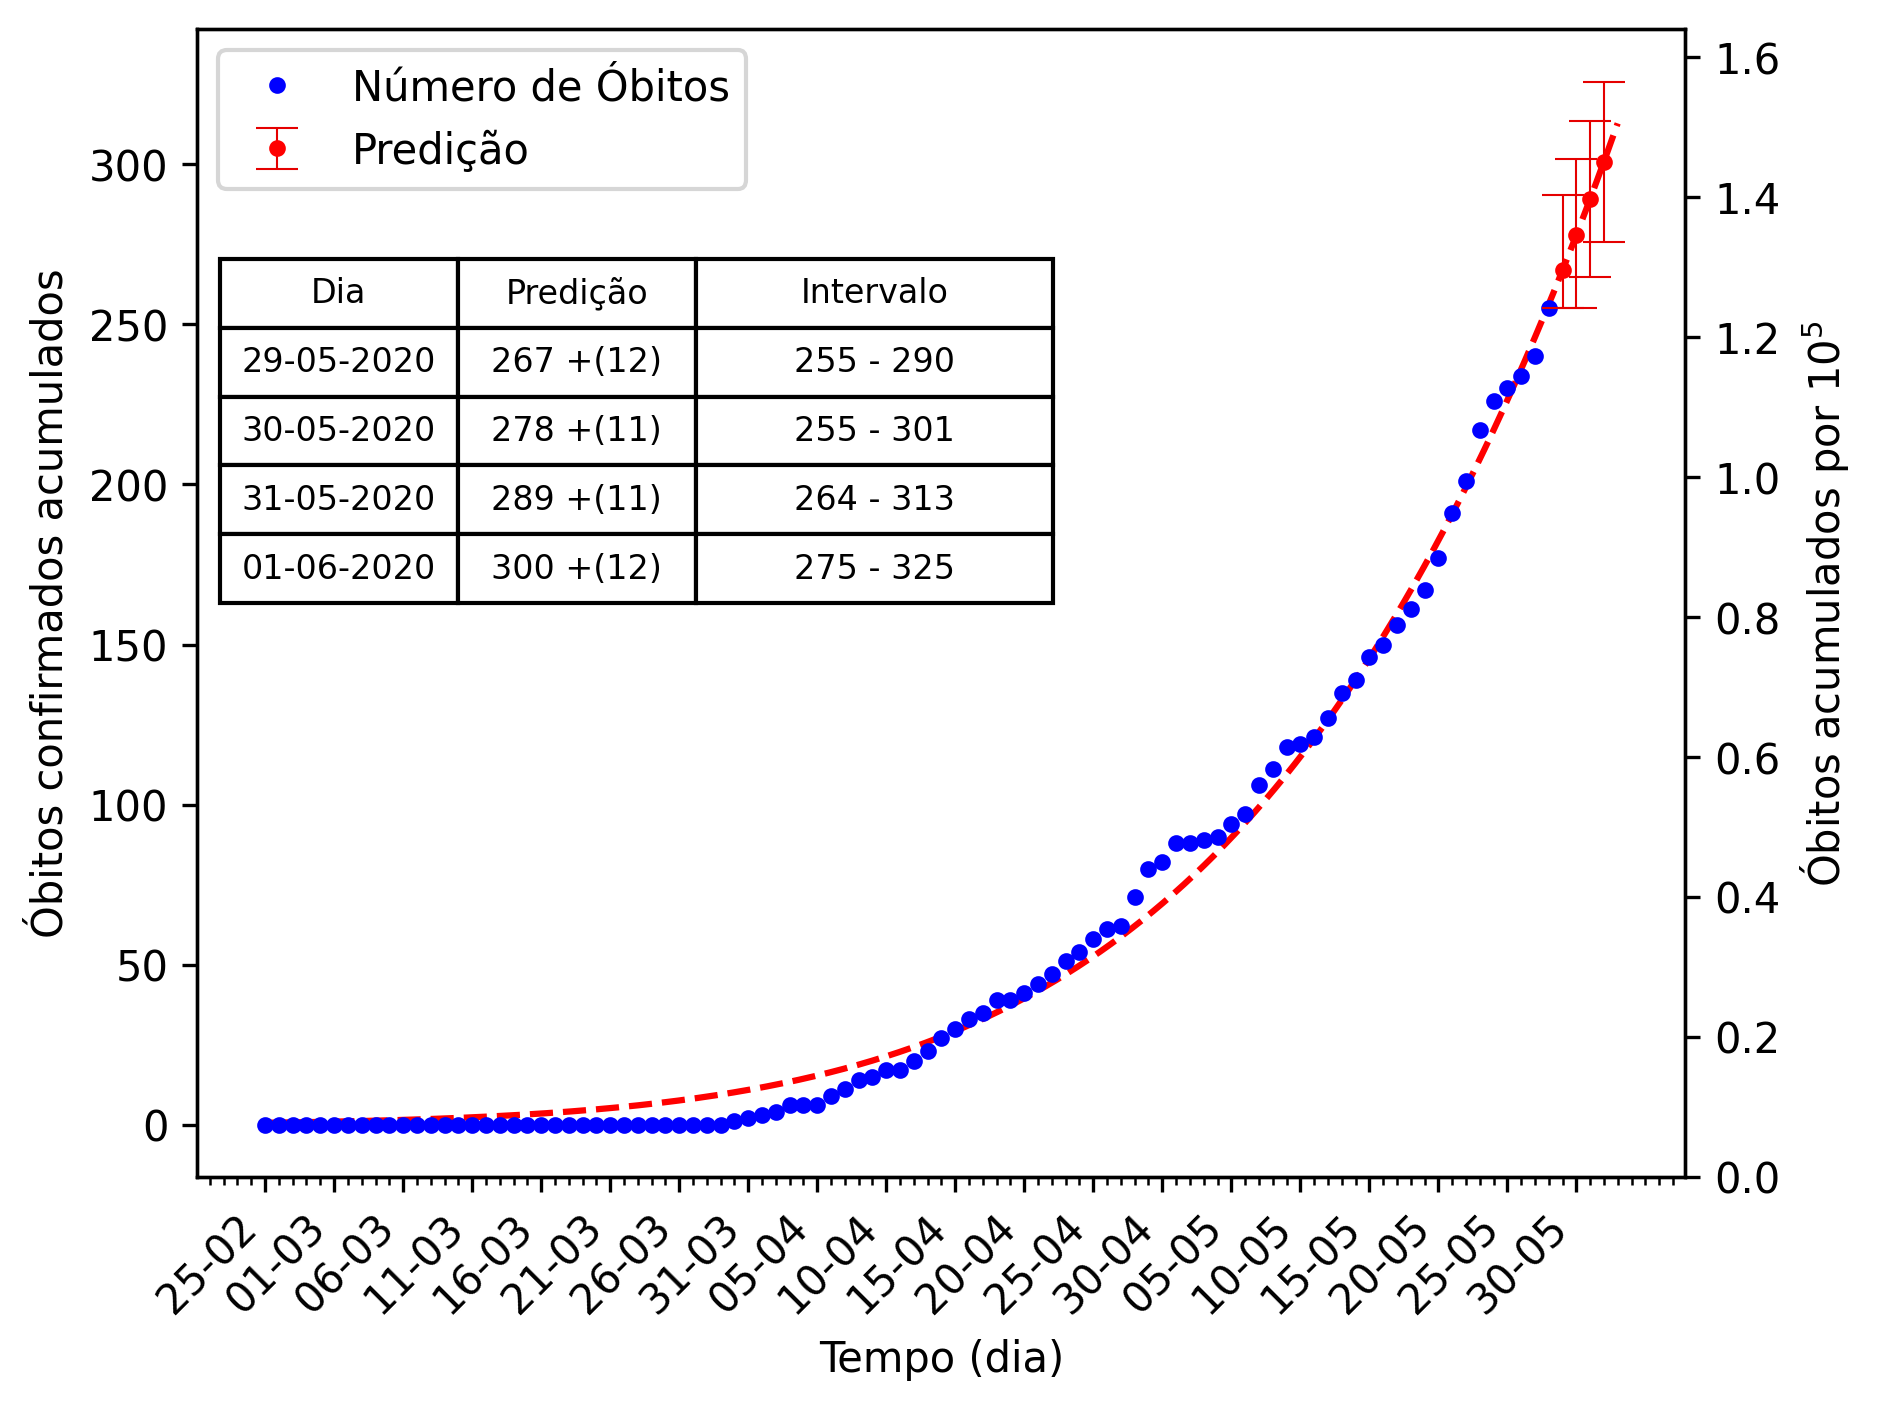 Número de Óbitos
Predição
Dia Predição Intervalo
29-05-2020 267 +(12) 255 - 290
30-05-2020 278 +(11) 255 - 301
31-05-2020 289 +(11) 264 - 313
01-06-2020 300 +(12) 275 - 325
Óbitos confirmados acumulados
300
250
200
150
100
50
0
1.6
1.4
1.2
1.0
0.8
0.6
0.4
0.2
0.0
Óbitos acumulados por 10⁵
25-02 01-03 06-03 11-03 16-03 21-03 26-03 31-03 05-04 10-04 15-04 20-04 25-04 30-04 05-05 10-05 15-05 20-05 25-05 30-05
Tempo (dia)